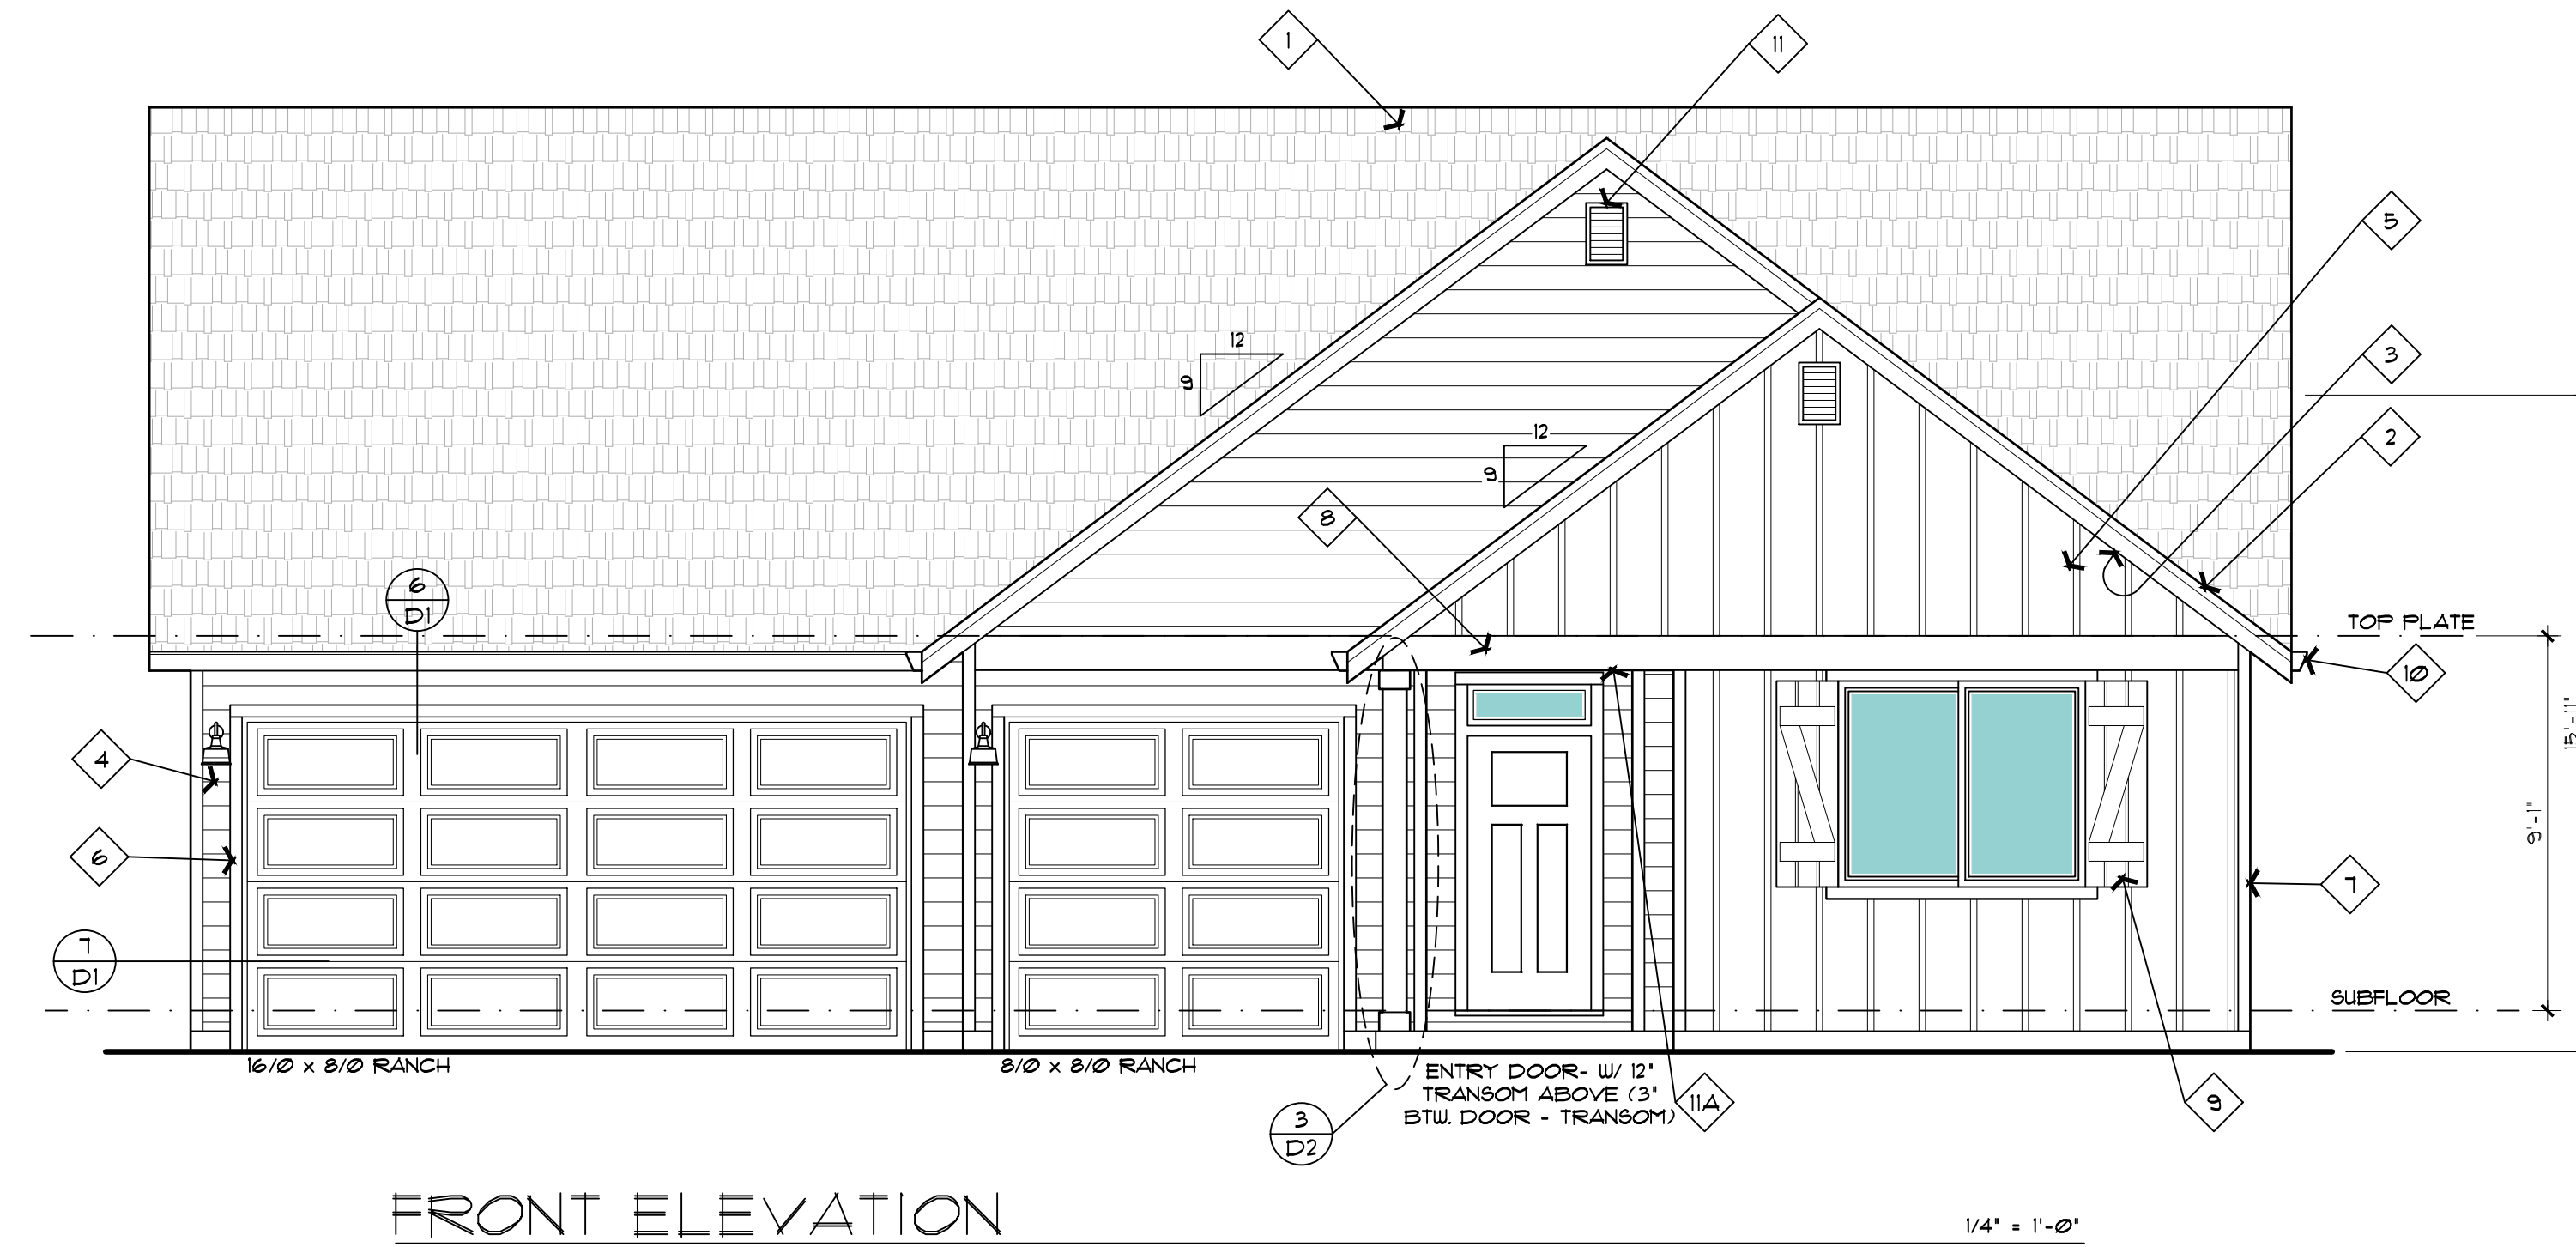 1
11
5
3
2
12
9
12
9
8
6
D1
TOP PLATE
10
15'-11"
4
9'-1"
6
7
7
D1
SUBFLOOR
16/0 x 8/0 RANCH
8/0 x 8/0 RANCH
ENTRY DOOR- W/ 12"
TRANSOM ABOVE (3"
BTW. DOOR - TRANSOM)
11A
9
3
D2
FRONT ELEVATION
1/4" = 1'-0"